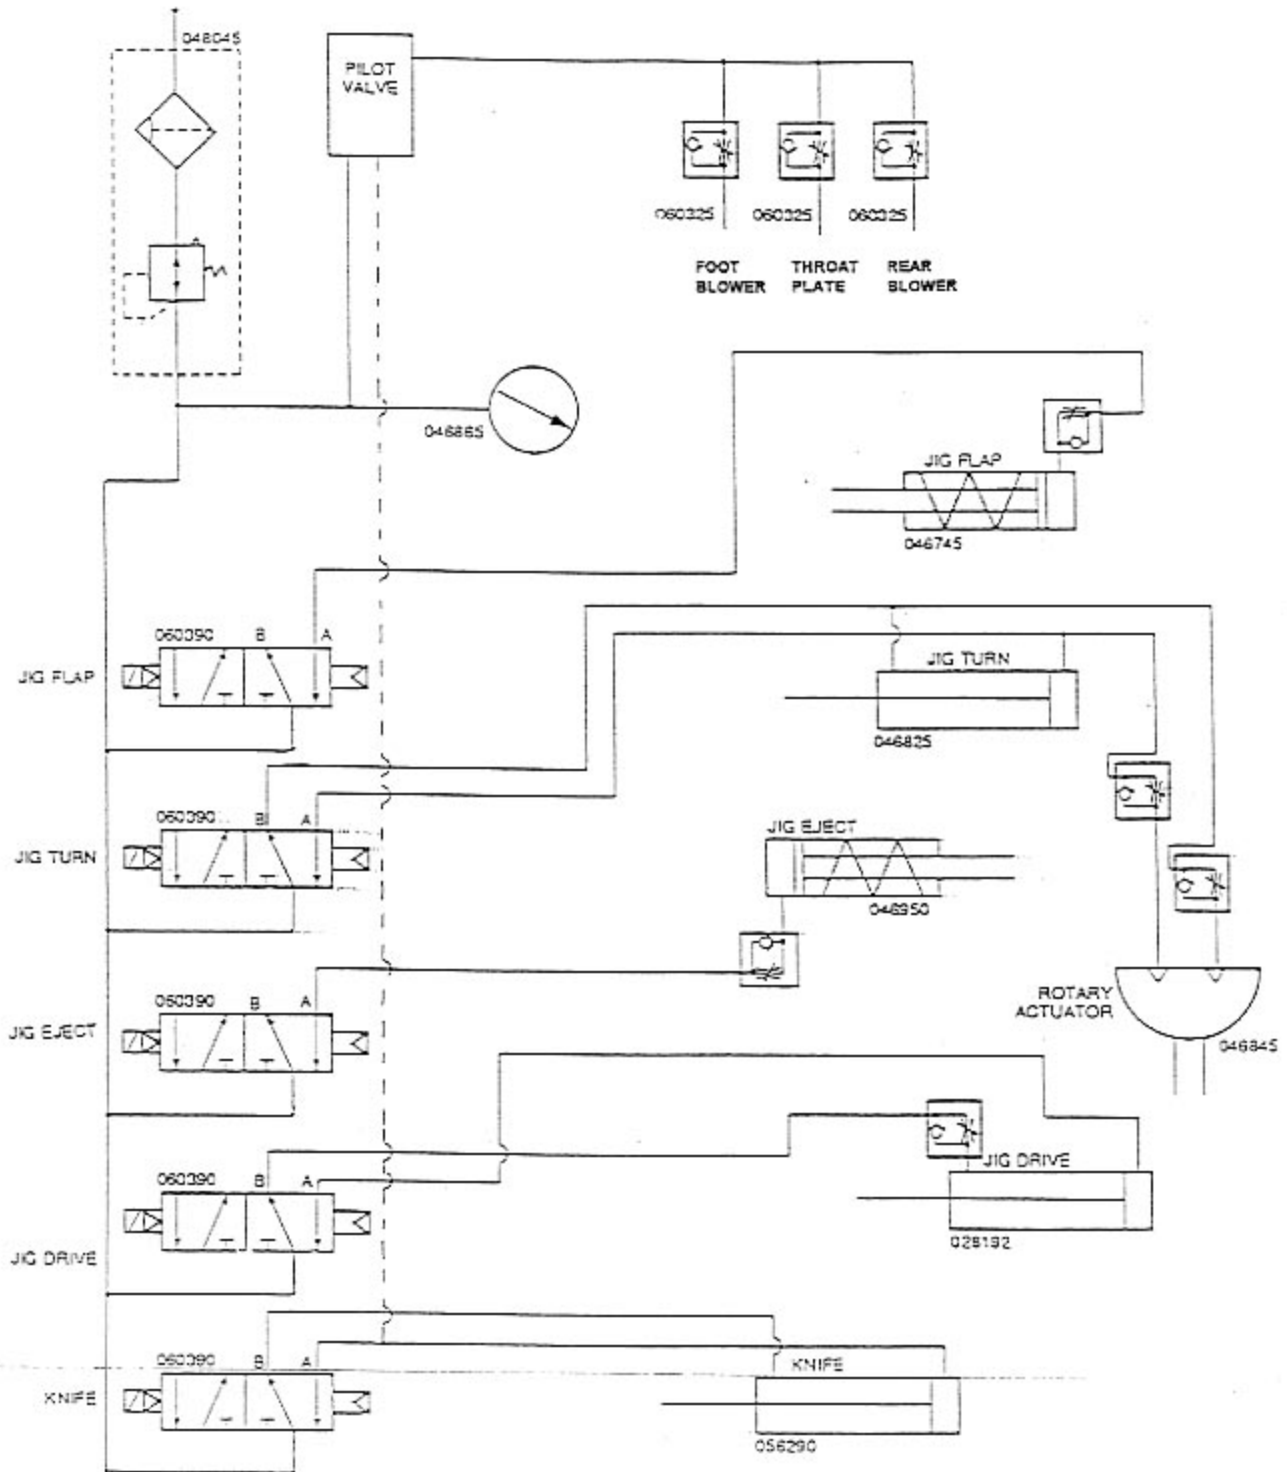 048045
PILOT
VALVE
060325
060325
060325
FOOT
BLOWER
THROAT
PLATE
REAR
BLOWER
A
046865
JIG FLAP
046745
060390
B
A
JIG FLAP
JIG TURN
046825
060390
B
A
JIG TURN
JIG EJECT
046950
060390
B
A
JIG EJECT
ROTARY
ACTUATOR
046845
060390
B
A
JIG DRIVE
JIG DRIVE
028192
060390
B
A
KNIFE
KNIFE
056290